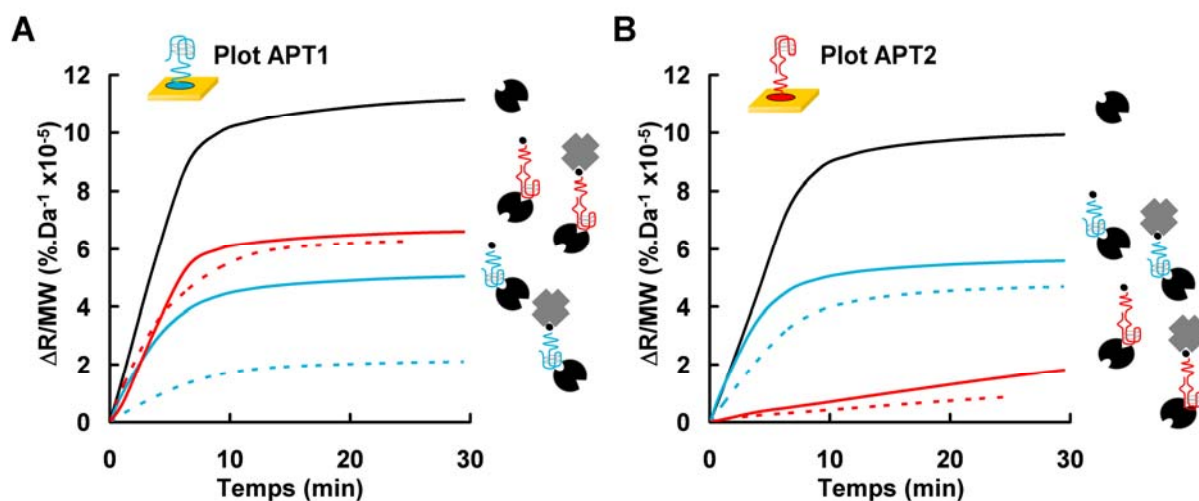 A
Plot APT1
12
10
8
6
4
2
0
ΔR/MW (%.Da⁻¹ x10⁻⁵)
0 10 20 30
Temps (min)
B
Plot APT2
12
10
8
6
4
2
0
ΔR/MW (%.Da⁻¹ x10⁻⁵)
0 10 20 30
Temps (min)